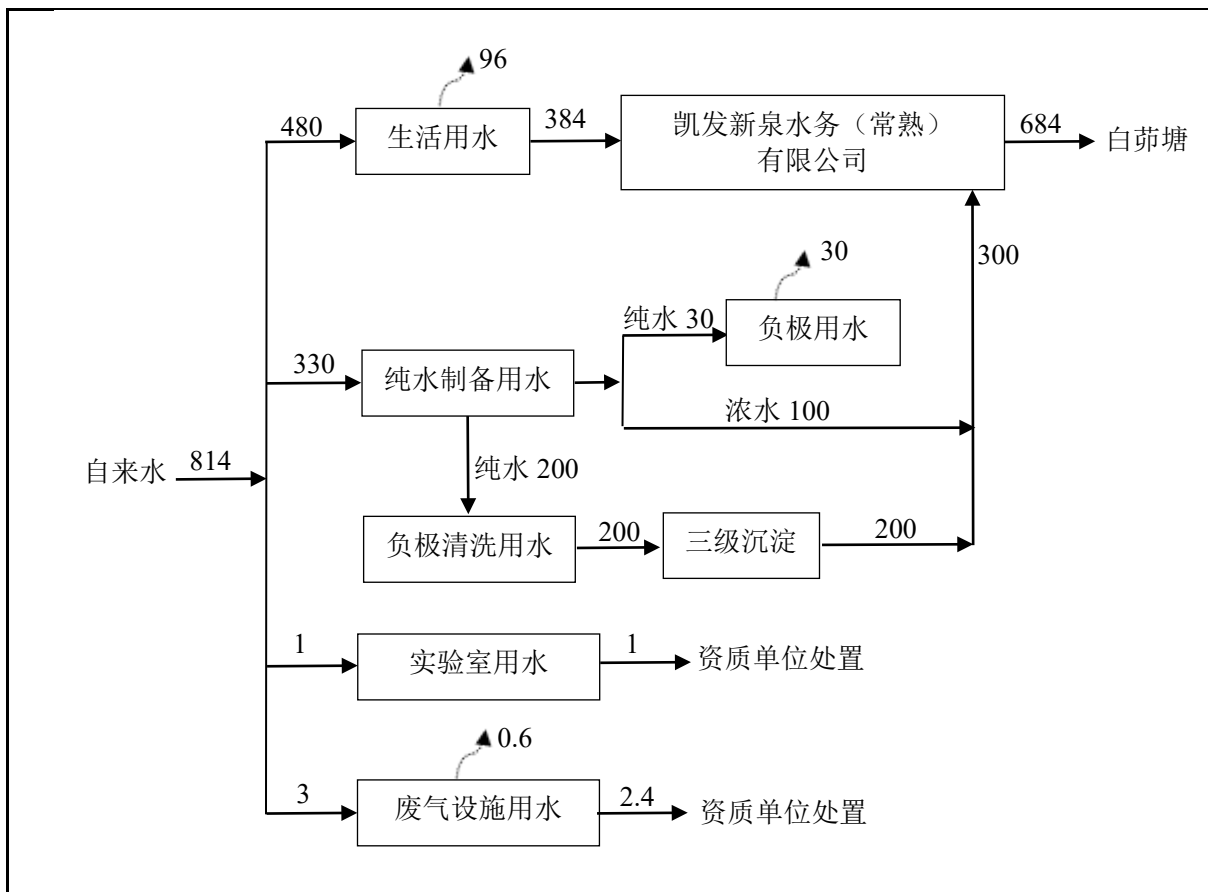 96
480
生活用水
384
凯发新泉水务（常熟）
有限公司
684
白茆塘
30
300
纯水 30
负极用水
330
纯水制备用水
浓水 100
自来水
814
纯水 200
负极清洗用水
200
三级沉淀
200
1
实验室用水
1
资质单位处置
0.6
3
废气设施用水
2.4
资质单位处置